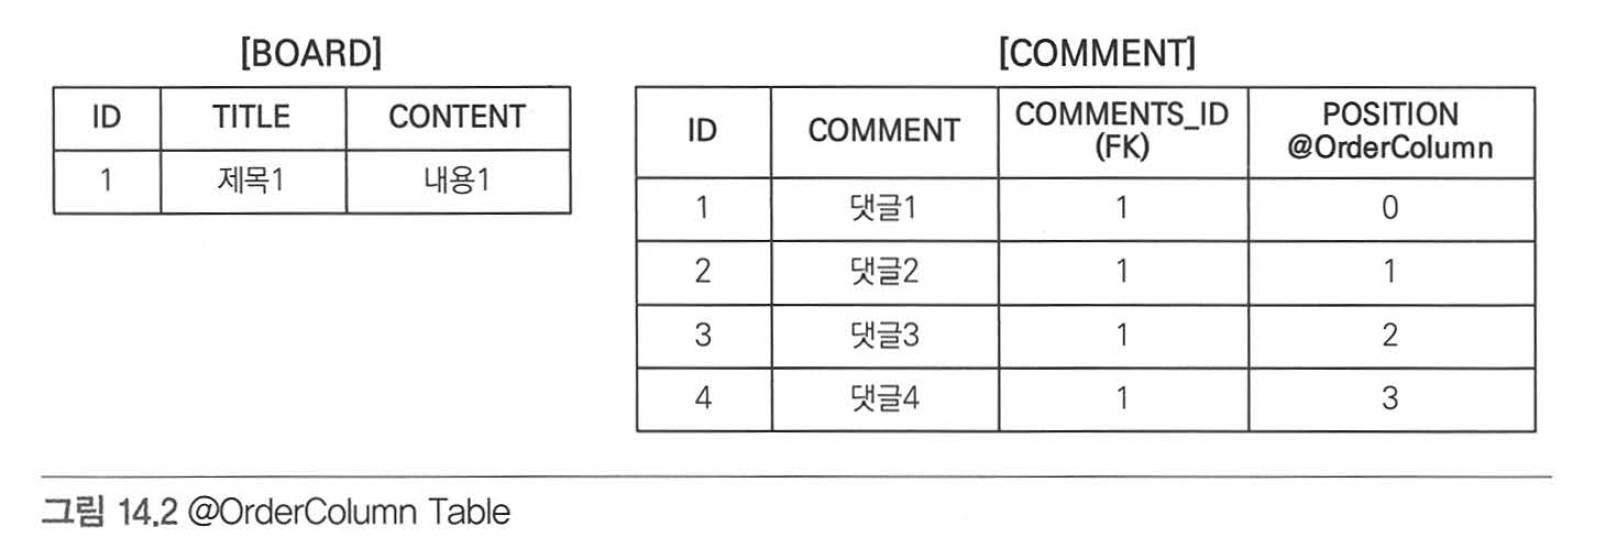 [BOARD]
ID TITLE CONTENT
1 제목1 내용1
[COMMENT]
ID COMMENT COMMENTS_ID (FK) POSITION @OrderColumn
1 댓글1 1 0
2 댓글2 1 1
3 댓글3 1 2
4 댓글4 1 3
그림 14.2 @OrderColumn Table